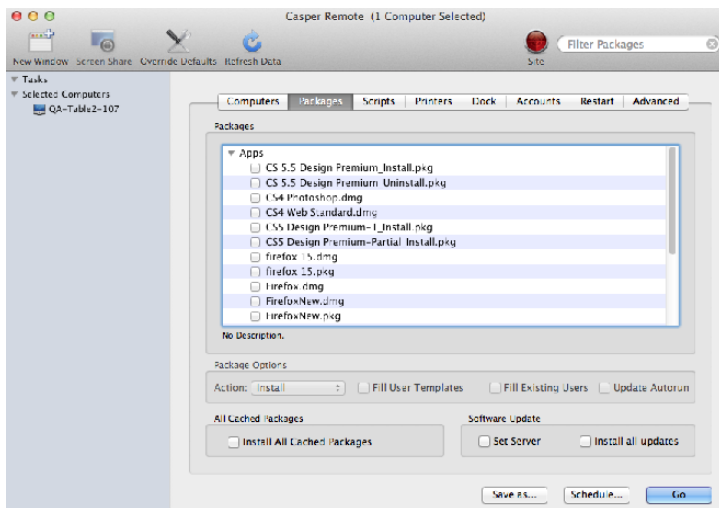 Casper Remote (1 Computer Selected)
New Window Screen Share Override Defaults Refresh Data Site Filter Packages
Tasks
Selected Computers
QA-Table2-107
Computers Packages Scripts Printers Dock Accounts Restart Advanced
Packages
Apps
CS 5.5 Design Premium_Install.pkg
CS 5.5 Design Premium_Uninstall.pkg
CS4 Photoshop.dmg
CS4 Web Standard.dmg
CS5 Design Premium-1_Install.pkg
CS5 Design Premium-Partial Install.pkg
firefox 15.dmg
firefox 15.pkg
Firefox.dmg
FirefoxNew.dmg
FirefoxNew.pkg
No Description.
Package Options
Action: Install Fill User Templates Fill Existing Users Update Autorun
All Cached Packages Software Update
Install All Cached Packages Set Server Install all updates
Save as... Schedule... Go